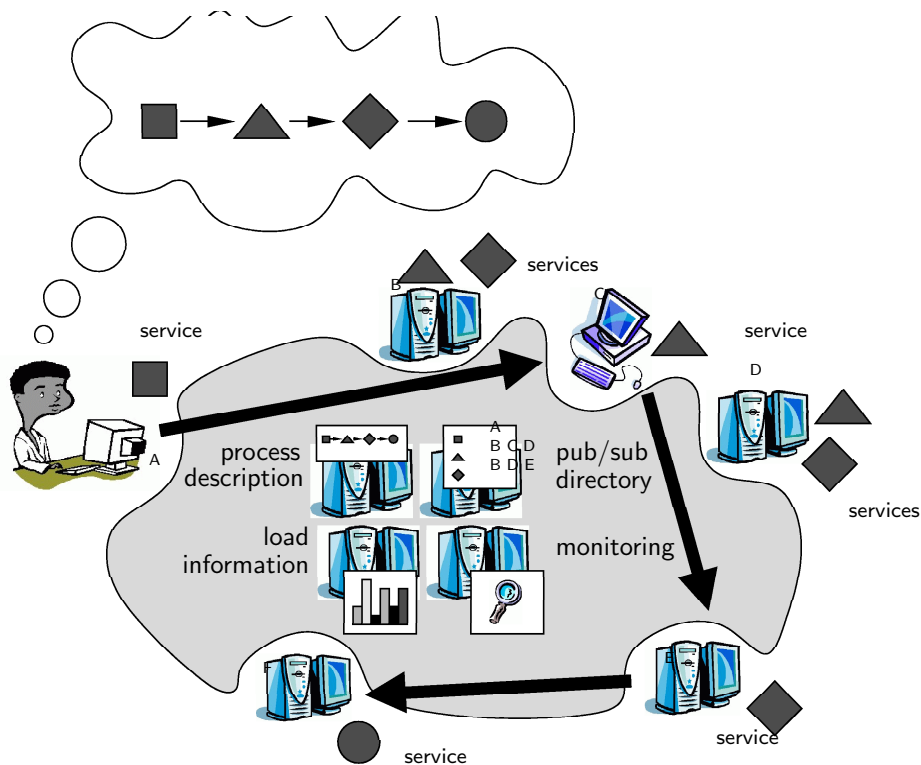 B
services
C
service
service
D
A
process
description
A
B C D
B D E
pub/sub
directory
services
load
information
monitoring
F
E
service
service